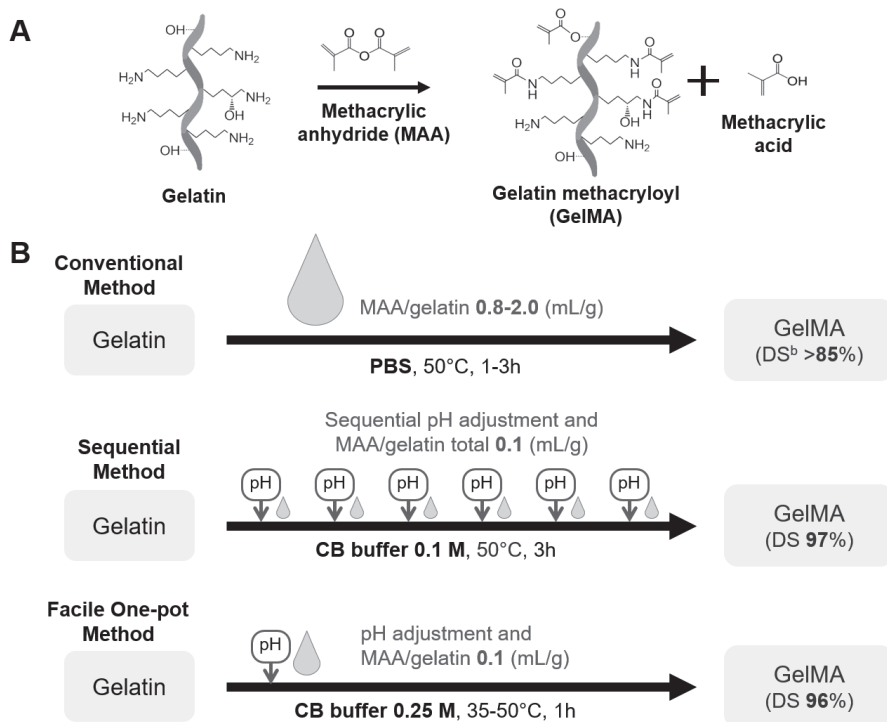 A
OH
NH₂
H₂N
NH₂
OH
H₂N
NH₂
OH
Gelatin
O O
O
Methacrylic
anhydride (MAA)
O
O
O
N
H
O
N
H
O
N
H
O
OH
H₂N
NH₂
OH
Gelatin methacryloyl
(GelMA)
+
O
OH
Methacrylic
acid
B
Conventional
Method
Gelatin
MAA/gelatin 0.8-2.0 (mL/g)
PBS, 50°C, 1-3h
GelMA
(DSᵇ >85%)
Sequential
Method
Gelatin
Sequential pH adjustment and
MAA/gelatin total 0.1 (mL/g)
pH pH pH pH pH pH
CB buffer 0.1 M, 50°C, 3h
GelMA
(DS 97%)
Facile One-pot
Method
Gelatin
pH
pH adjustment and
MAA/gelatin 0.1 (mL/g)
CB buffer 0.25 M, 35-50°C, 1h
GelMA
(DS 96%)